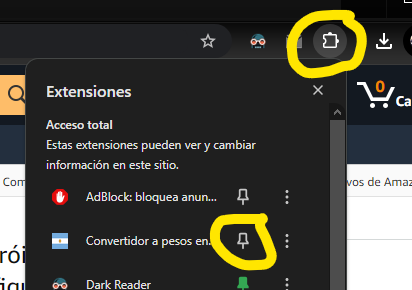 0
Ca
Extensiones
Acceso total
Estas extensiones pueden ver y cambiar
información en este sitio.
Com
AdBlock: bloquea anun...
vos de Amaz
Convertidor a pesos en...
rói
Dark Reader
figu